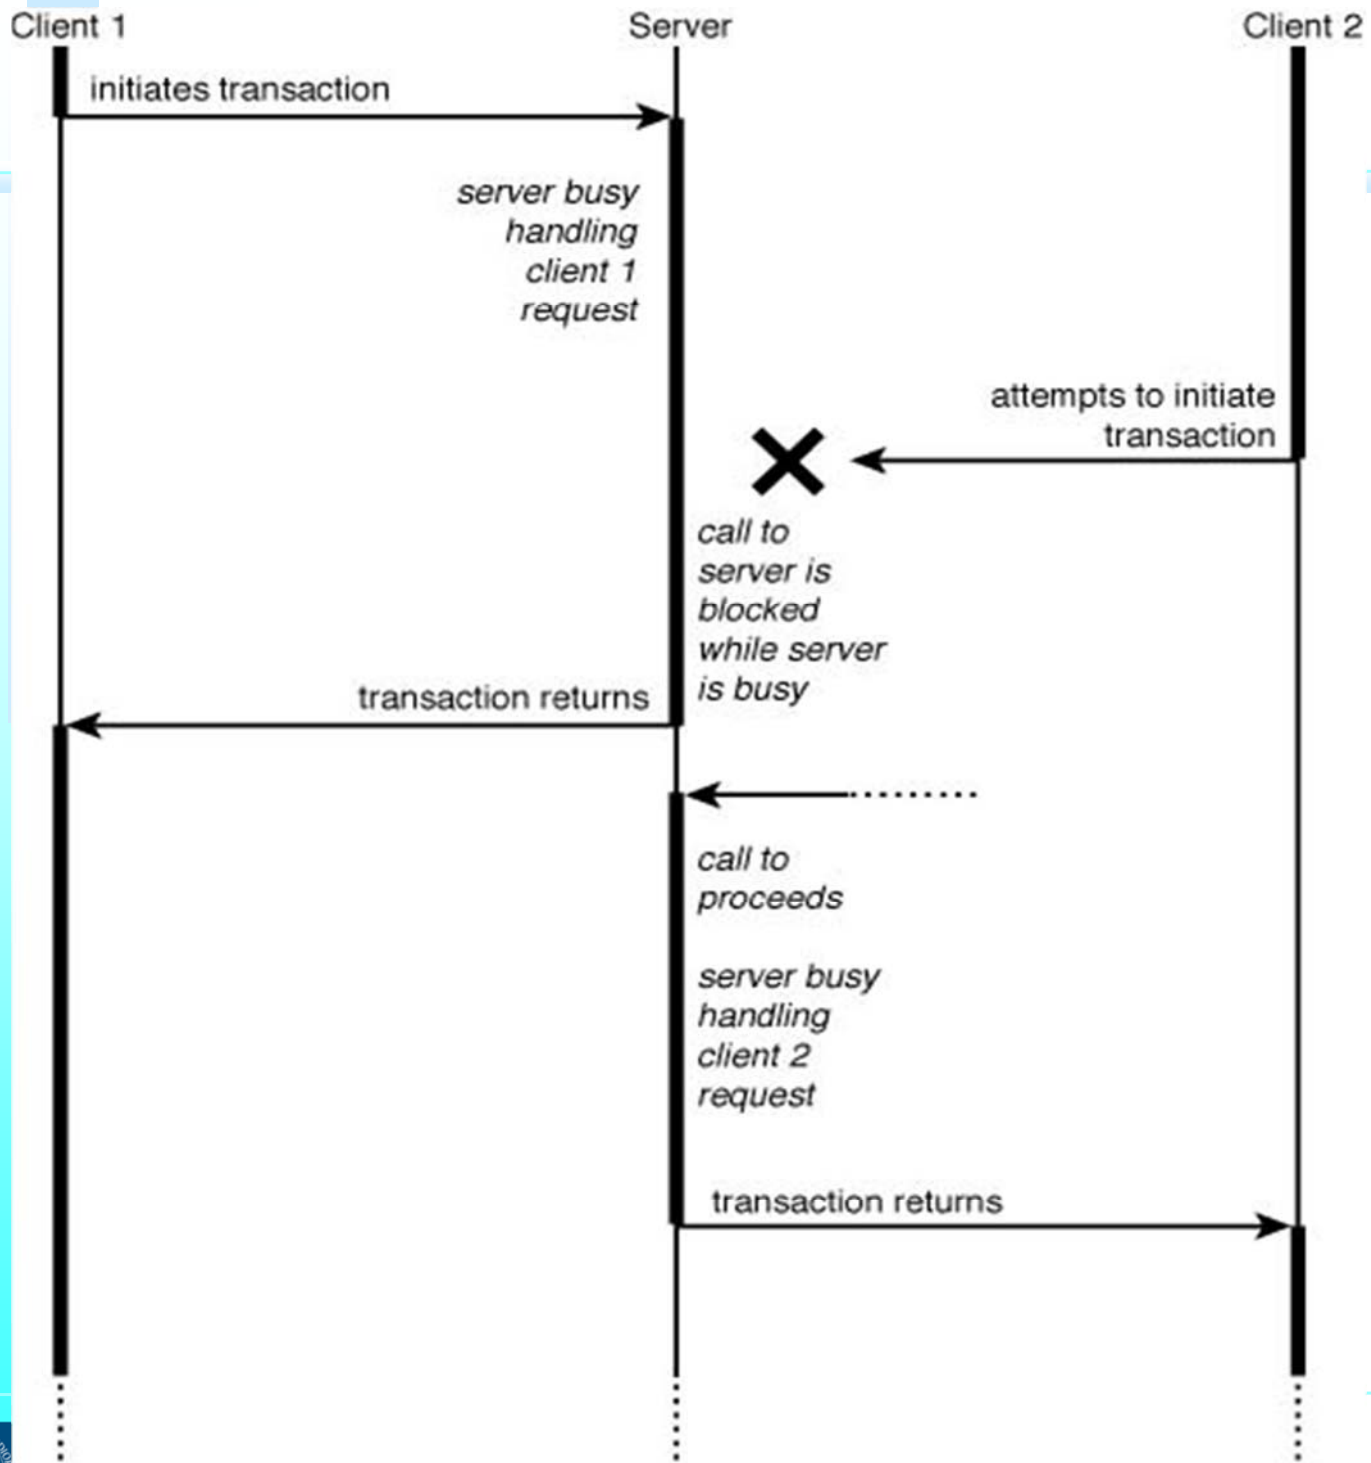 Client 1
Server
Client 2
initiates transaction
server busy
handling
client 1
request
attempts to initiate
transaction
call to
server is
blocked
while server
is busy
transaction returns
call to
proceeds
server busy
handling
client 2
request
transaction returns